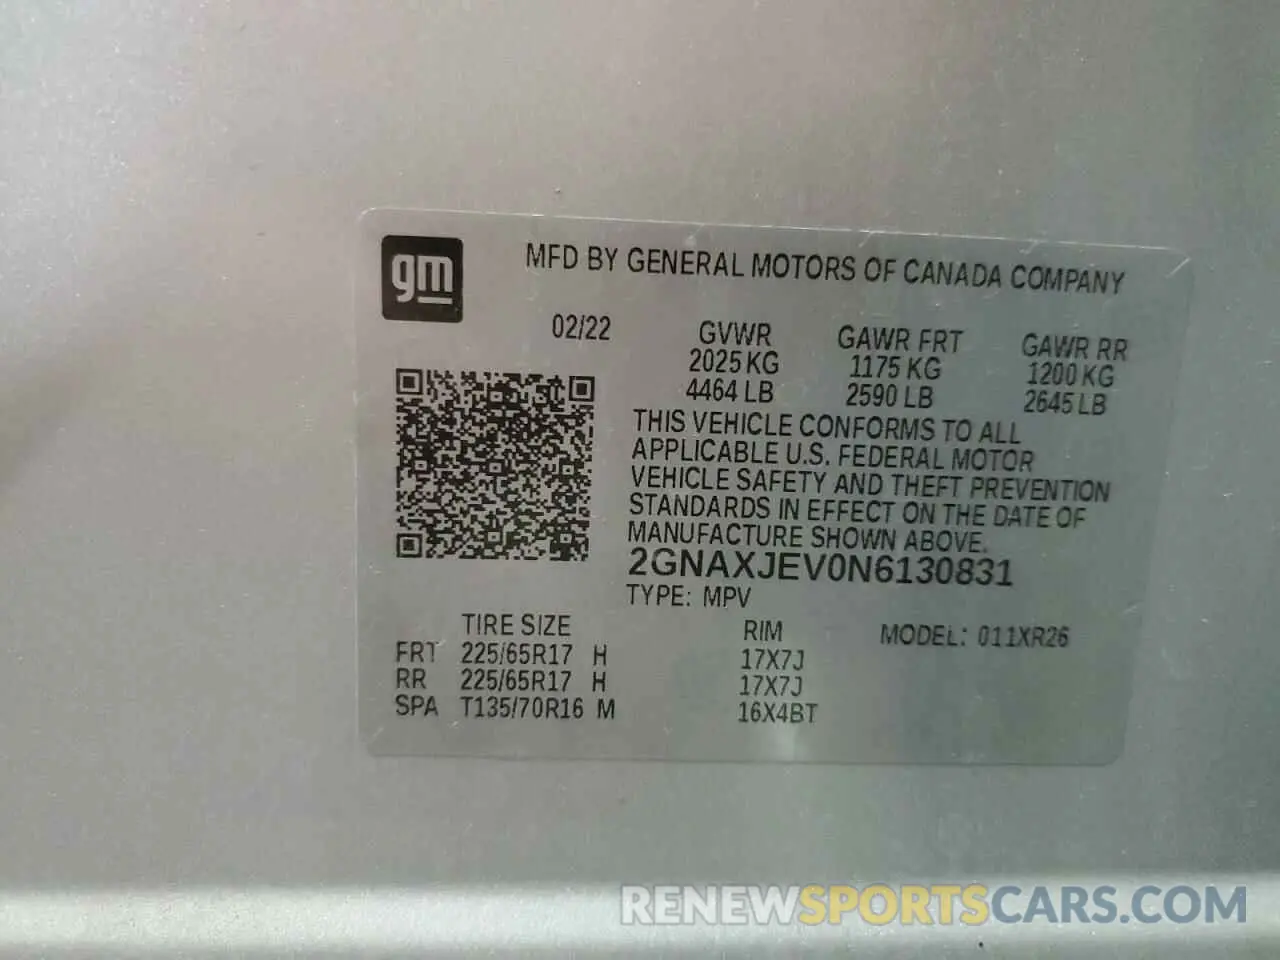 gm
MFD BY GENERAL MOTORS OF CANADA COMPANY
02/22 GVWR GAWR FRT GAWR RR
2025 KG 1175 KG 1200 KG
4464 LB 2590 LB 2645 LB
THIS VEHICLE CONFORMS TO ALL
APPLICABLE U.S. FEDERAL MOTOR
VEHICLE SAFETY AND THEFT PREVENTION
STANDARDS IN EFFECT ON THE DATE OF
MANUFACTURE SHOWN ABOVE.
2GNAXJEV0N6130831
TYPE: MPV
TIRE SIZE RIM MODEL: 011XR26
FRT 225/65R17 H 17X7J
RR 225/65R17 H 17X7J
SPA T135/70R16 M 16X4BT
RENEWSPORTSCARS.COM